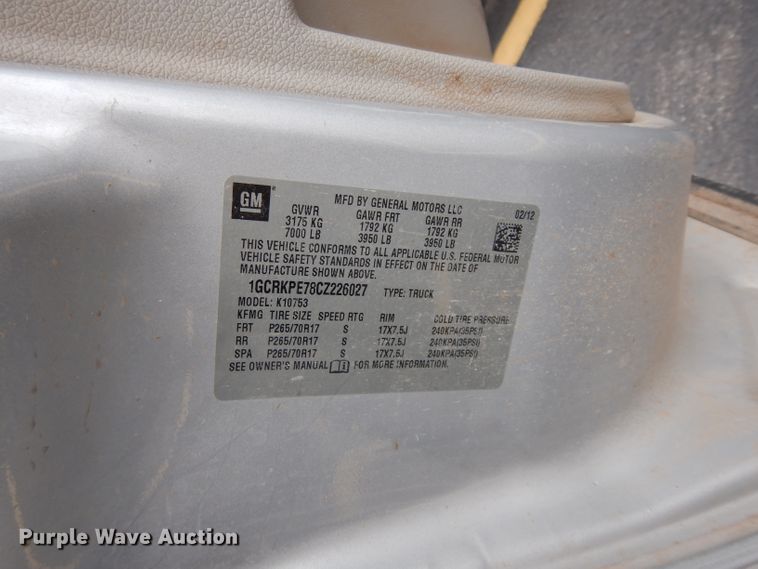 GM
MFD BY GENERAL MOTORS LLC 02/12
GVWR GAWR FRT GAWR RR
3175 KG 1792 KG 1792 KG
7000 LB 3950 LB 3950 LB
THIS VEHICLE CONFORMS TO ALL APPLICABLE U.S. FEDERAL MOTOR
VEHICLE SAFETY STANDARDS IN EFFECT ON THE DATE OF
MANUFACTURE SHOWN ABOVE.
1GCRKPE78CZ226027 TYPE: TRUCK
MODEL: K10753
KFMG TIRE SIZE SPEED RTG RIM COLD TIRE PRESSURE
FRT P265/70R17 S 17X7.5J 240KPA(35PSI)
RR P265/70R17 S 17X7.5J 240KPA(35PSI)
SPA P265/70R17 S 17X7.5J 240KPA(35PSI)
SEE OWNER'S MANUAL FOR MORE INFORMATION.
Purple Wave Auction